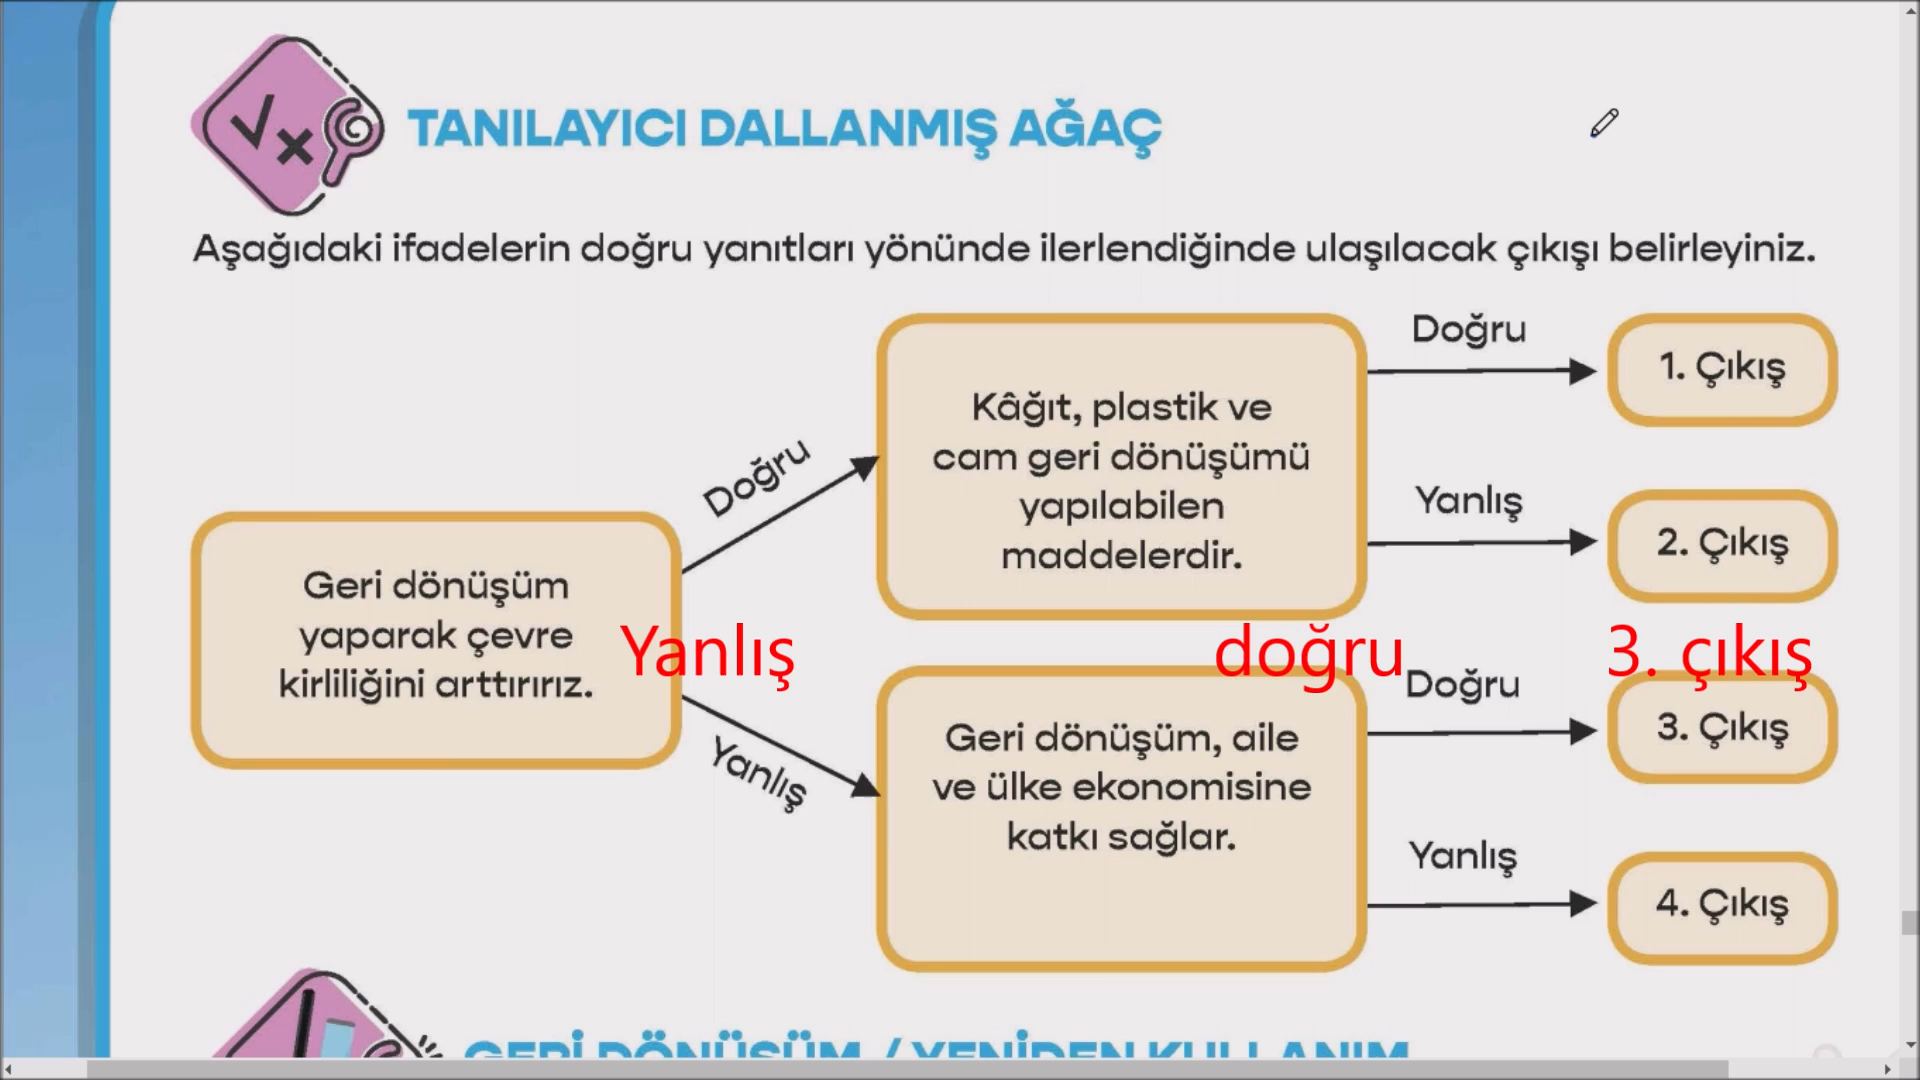 TANILAYICI DALLANMIŞ AĞAÇ
Aşağıdaki ifadelerin doğru yanıtları yönünde ilerlendiğinde ulaşılacak çıkışı belirleyiniz.
Geri dönüşüm
yaparak çevre
kirliliğini arttırırız.
Yanlış
Doğru
Yanlış
Kâğıt, plastik ve
cam geri dönüşümü
yapılabilen
maddelerdir.
Doğru
1. Çıkış
Yanlış
2. Çıkış
doğru
3. çıkış
Geri dönüşüm, aile
ve ülke ekonomisine
katkı sağlar.
Doğru
3. Çıkış
Yanlış
4. Çıkış
GERİ DÖNÜŞÜM / YENİDEN KULLANIM